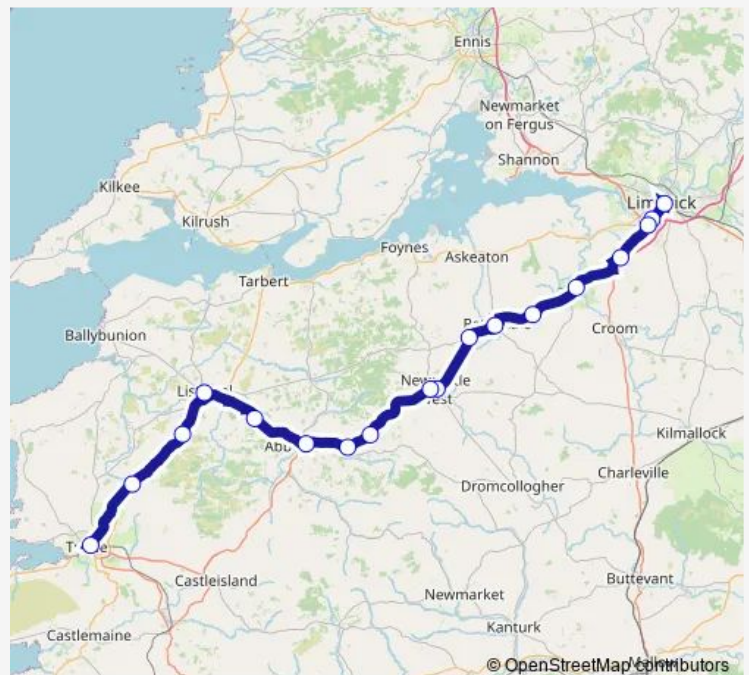 Ennis
Newmarket
on Fergus
Shannon
Kilkee
Kilrush
Foynes
Askeaton
Tarbert
Ballybunion
Croom
Kilmallock
Charleville
Dromcollogher
Castleisland
Buttevant
Newmarket
Kanturk
Castlemaine
© OpenStreetMap contributors